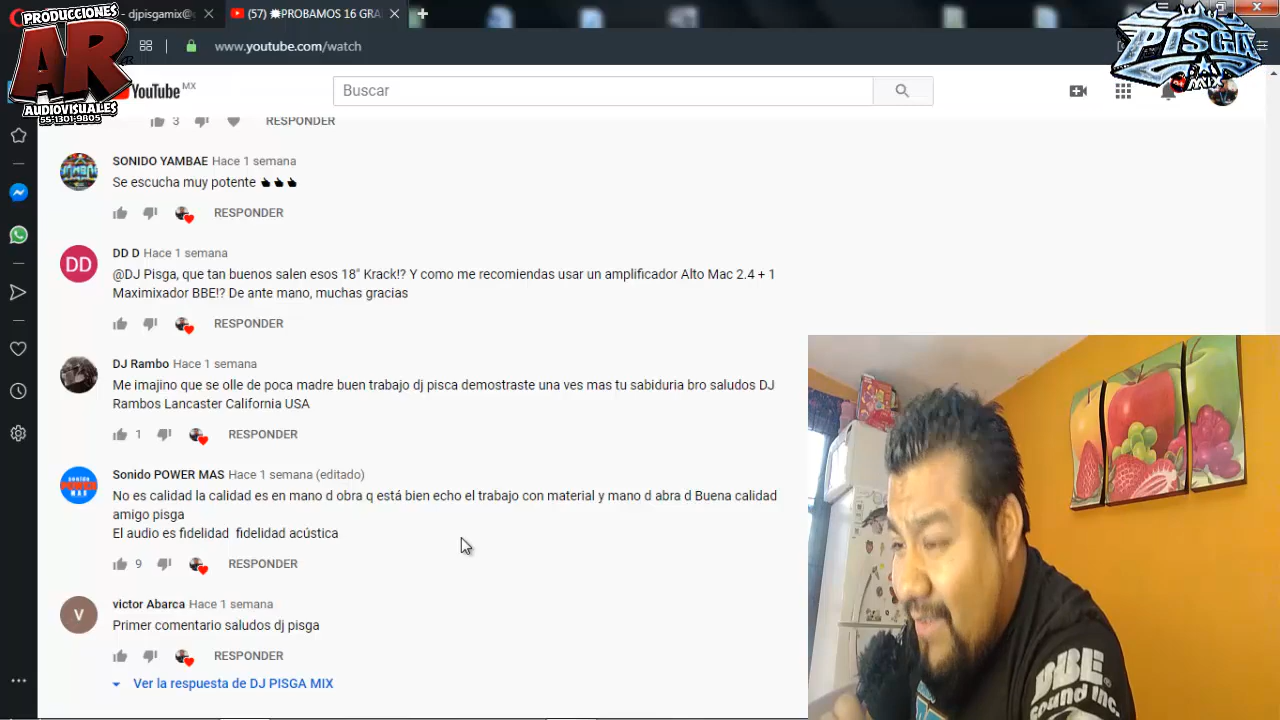 PRODUCCIONES
AR
AUDIOVISUALES
55-1301-9805
- djpisgamix@
(57) PROBAMOS 16 GRA
PISGA
MIX
www.youtube.com/watch
YouTube MX
Buscar
3 RESPONDER
SONIDO YAMBAE Hace 1 semana
Se escucha muy potente
RESPONDER
DD
DD D Hace 1 semana
@DJ Pisga, que tan buenos salen esos 18" Krack!? Y como me recomiendas usar un amplificador Alto Mac 2.4 + 1
Maximixador BBE!? De ante mano, muchas gracias
RESPONDER
DJ Rambo Hace 1 semana
Me imajino que se olle de poca madre buen trabajo dj pisca demostraste una ves mas tu sabiduria bro saludos DJ
Rambos Lancaster California USA
1 RESPONDER
Sonido POWER MAS Hace 1 semana (editado)
No es calidad la calidad es en mano d obra q está bien echo el trabajo con material y mano d abra d Buena calidad
amigo pisga
El audio es fidelidad fidelidad acústica
9 RESPONDER
V
victor Abarca Hace 1 semana
Primer comentario saludos dj pisga
RESPONDER
Ver la respuesta de DJ PISGA MIX
BBE®
Sound Inc.